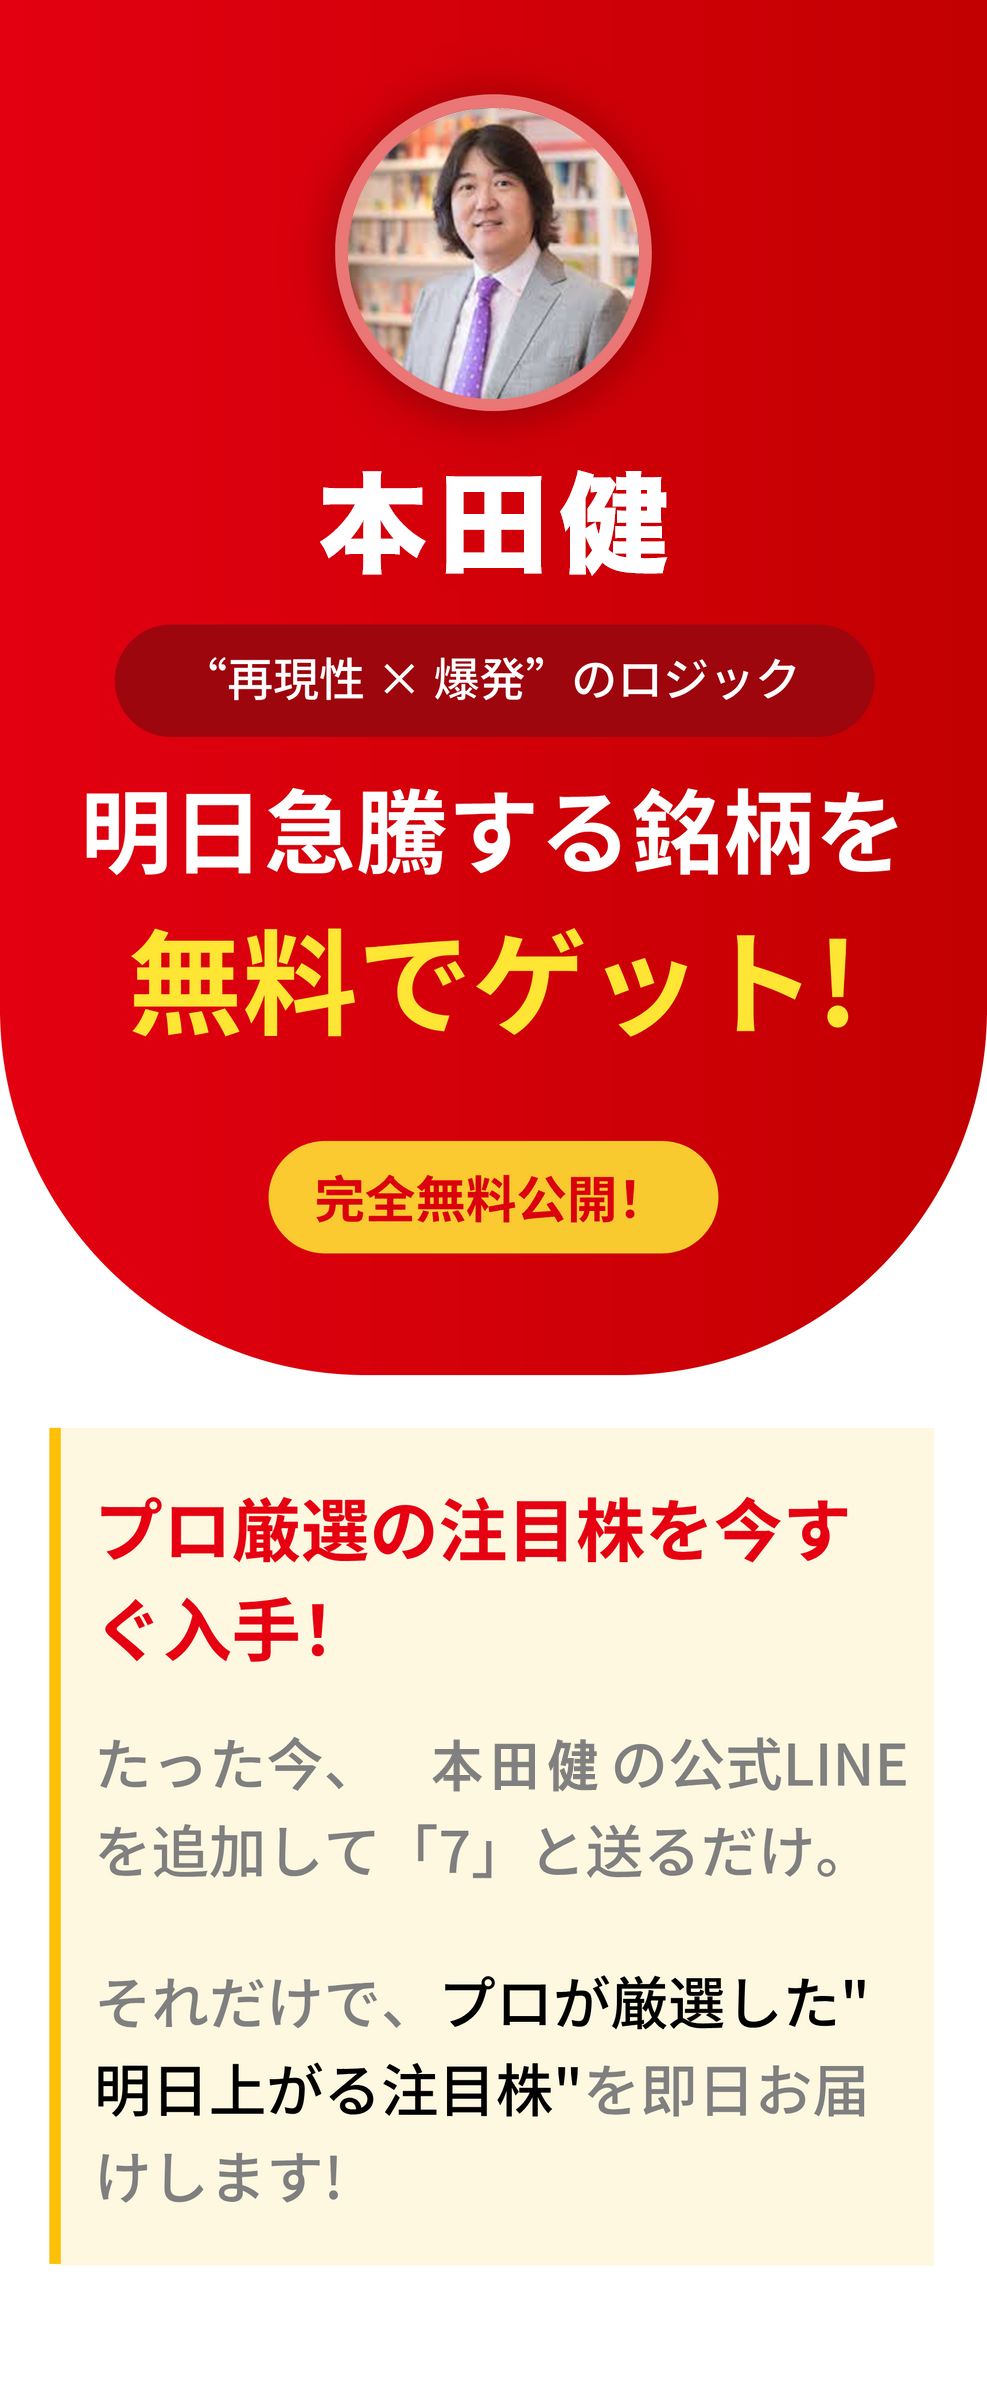 本田健
“再現性 × 爆発”のロジック
明日急騰する銘柄を
無料でゲット!
完全無料公開!
プロ厳選の注目株を今す
ぐ入手!
たった今、　本田健の公式LINE
を追加して「7」と送るだけ。
それだけで、プロが厳選した"
明日上がる注目株"を即日お届
けします!